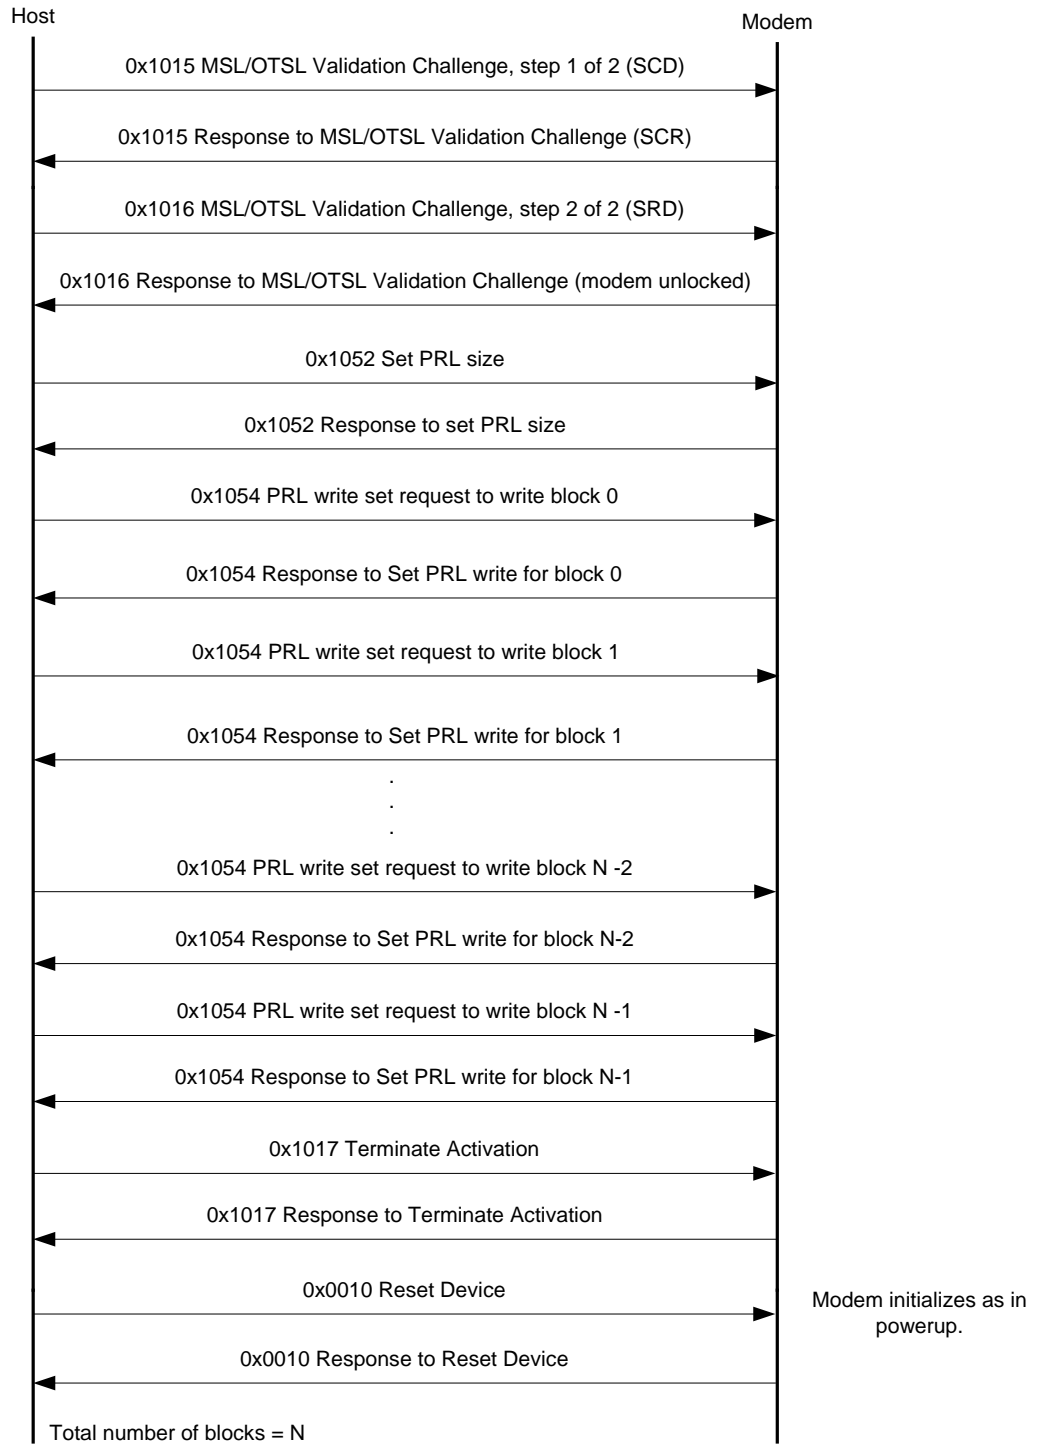 Host
Modem
0x1015 MSL/OTSL Validation Challenge, step 1 of 2 (SCD)
0x1015 Response to MSL/OTSL Validation Challenge (SCR)
0x1016 MSL/OTSL Validation Challenge, step 2 of 2 (SRD)
0x1016 Response to MSL/OTSL Validation Challenge (modem unlocked)
0x1052 Set PRL size
0x1052 Response to set PRL size
0x1054 PRL write set request to write block 0
0x1054 Response to Set PRL write for block 0
0x1054 PRL write set request to write block 1
0x1054 Response to Set PRL write for block 1
.
.
.
0x1054 PRL write set request to write block N -2
0x1054 Response to Set PRL write for block N-2
0x1054 PRL write set request to write block N -1
0x1054 Response to Set PRL write for block N-1
0x1017 Terminate Activation
0x1017 Response to Terminate Activation
0x0010 Reset Device
Modem initializes as in
powerup.
0x0010 Response to Reset Device
Total number of blocks = N